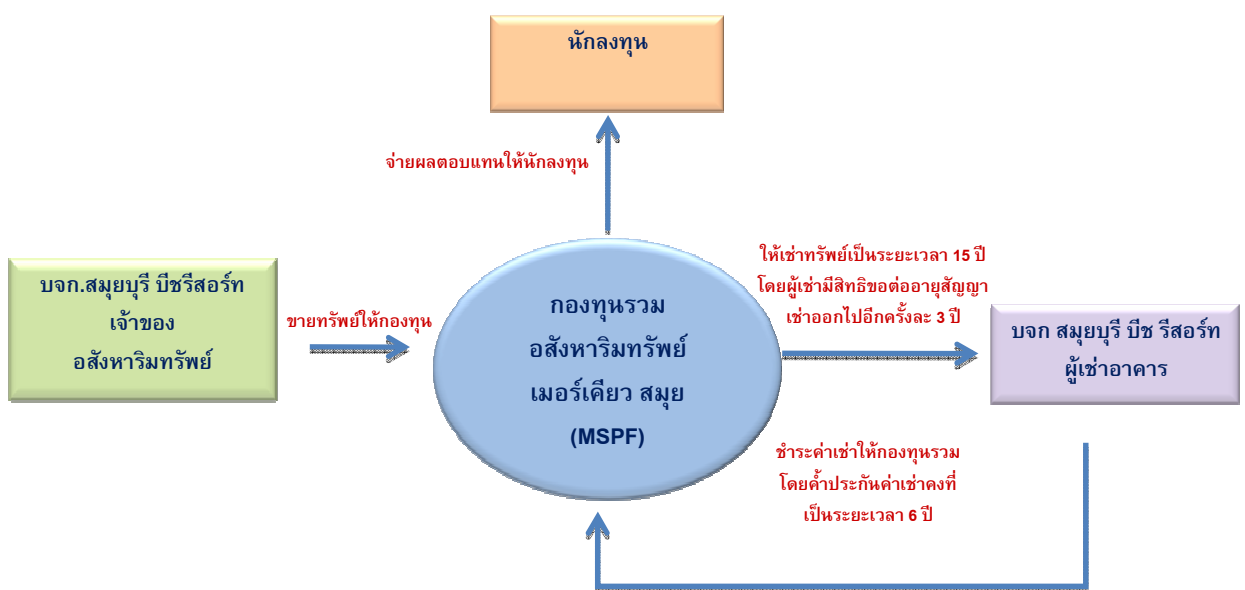 นักลงทุน
จ่ายผลตอบแทนให้นักลงทุน
บจก.สมุยบุรี บีชรีสอร์ท
เจ้าของ
อสังหาริมทรัพย์
ขายทรัพย์ให้กองทุน
กองทุนรวม
อสังหาริมทรัพย์
เมอร์เคียว สมุย
(MSPF)
ให้เช่าทรัพย์เป็นระยะเวลา 15 ปี
โดยผู้เช่ามีสิทธิขอต่ออายุสัญญา
เช่าออกไปอีกครั้งละ 3 ปี
บจก สมุยบุรี บีช รีสอร์ท
ผู้เช่าอาคาร
ชำระค่าเช่าให้กองทุนรวม
โดยค้ำประกันค่าเช่าคงที่
เป็นระยะเวลา 6 ปี